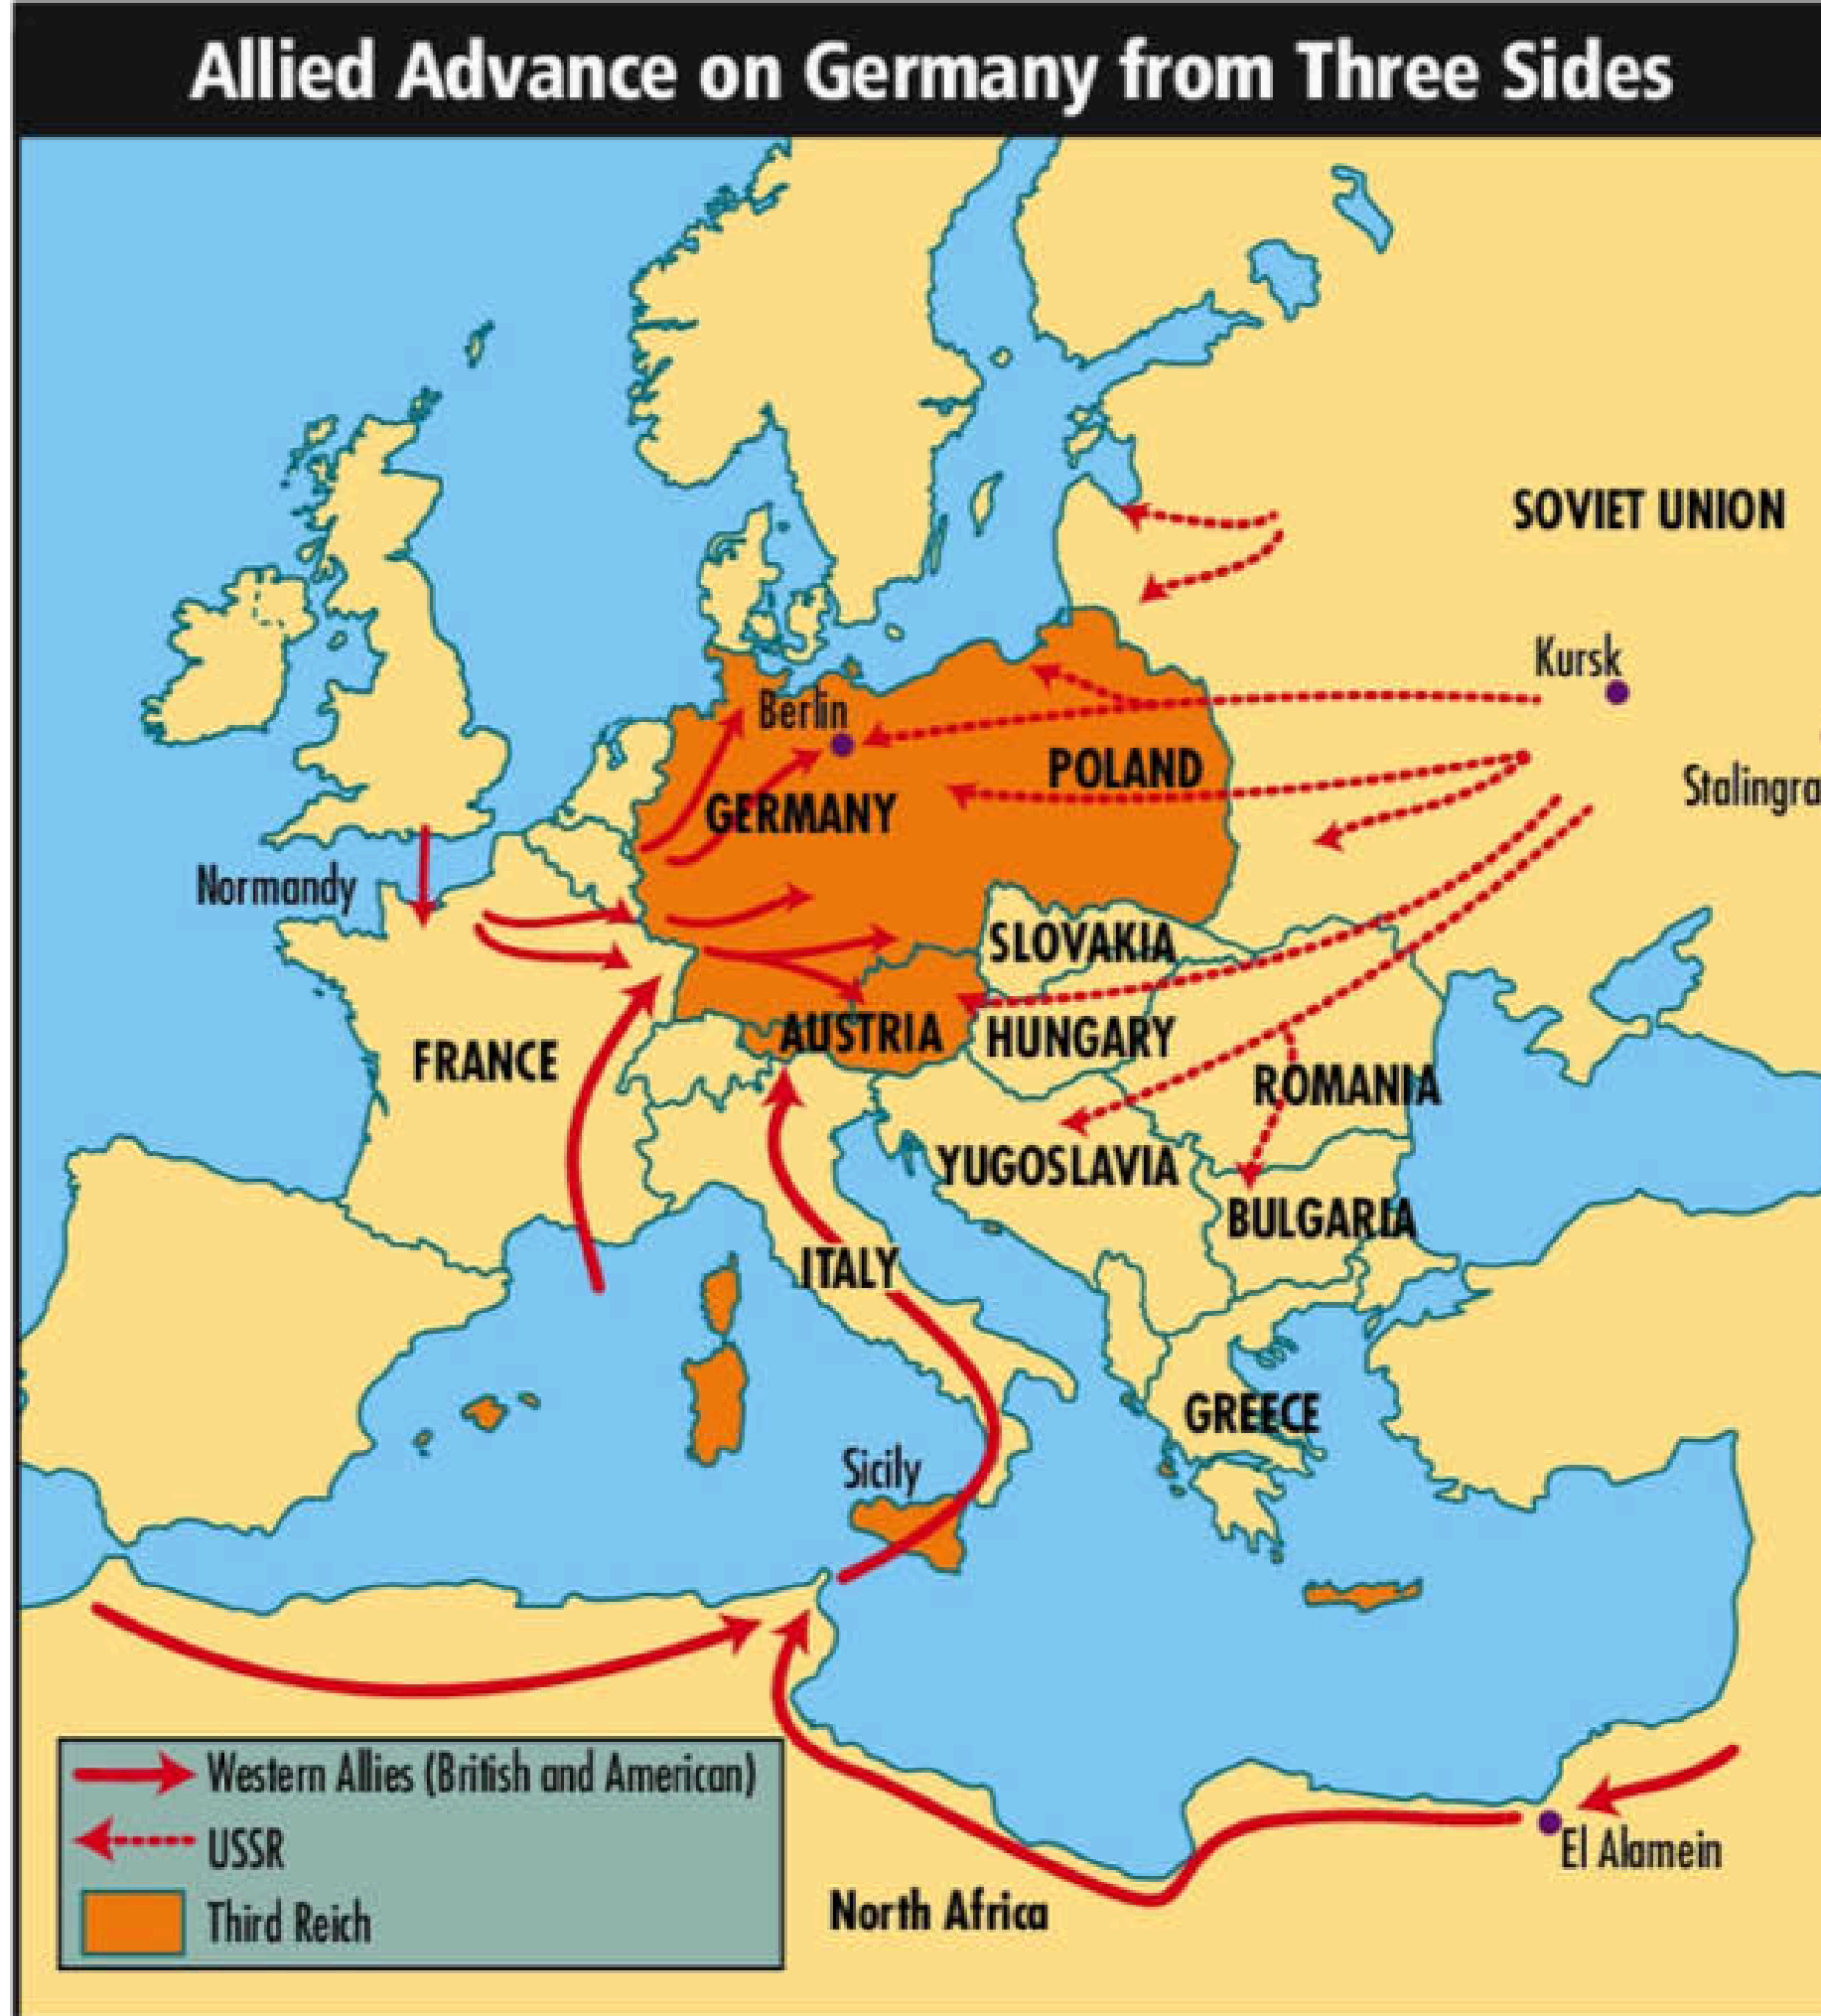 Allied Advance on Germany from Three Sides
SOVIET UNION
Kursk
Berlin
POLAND
Stalingra
GERMANY
Normandy
SLOVAKIA
AUSTRIA
HUNGARY
FRANCE
ROMANIA
YUGOSLAVIA
BULGARIA
ITALY
GREECE
Sicily
Western Allies (British and American)
USSR
El Alamein
North Africa
Third Reich